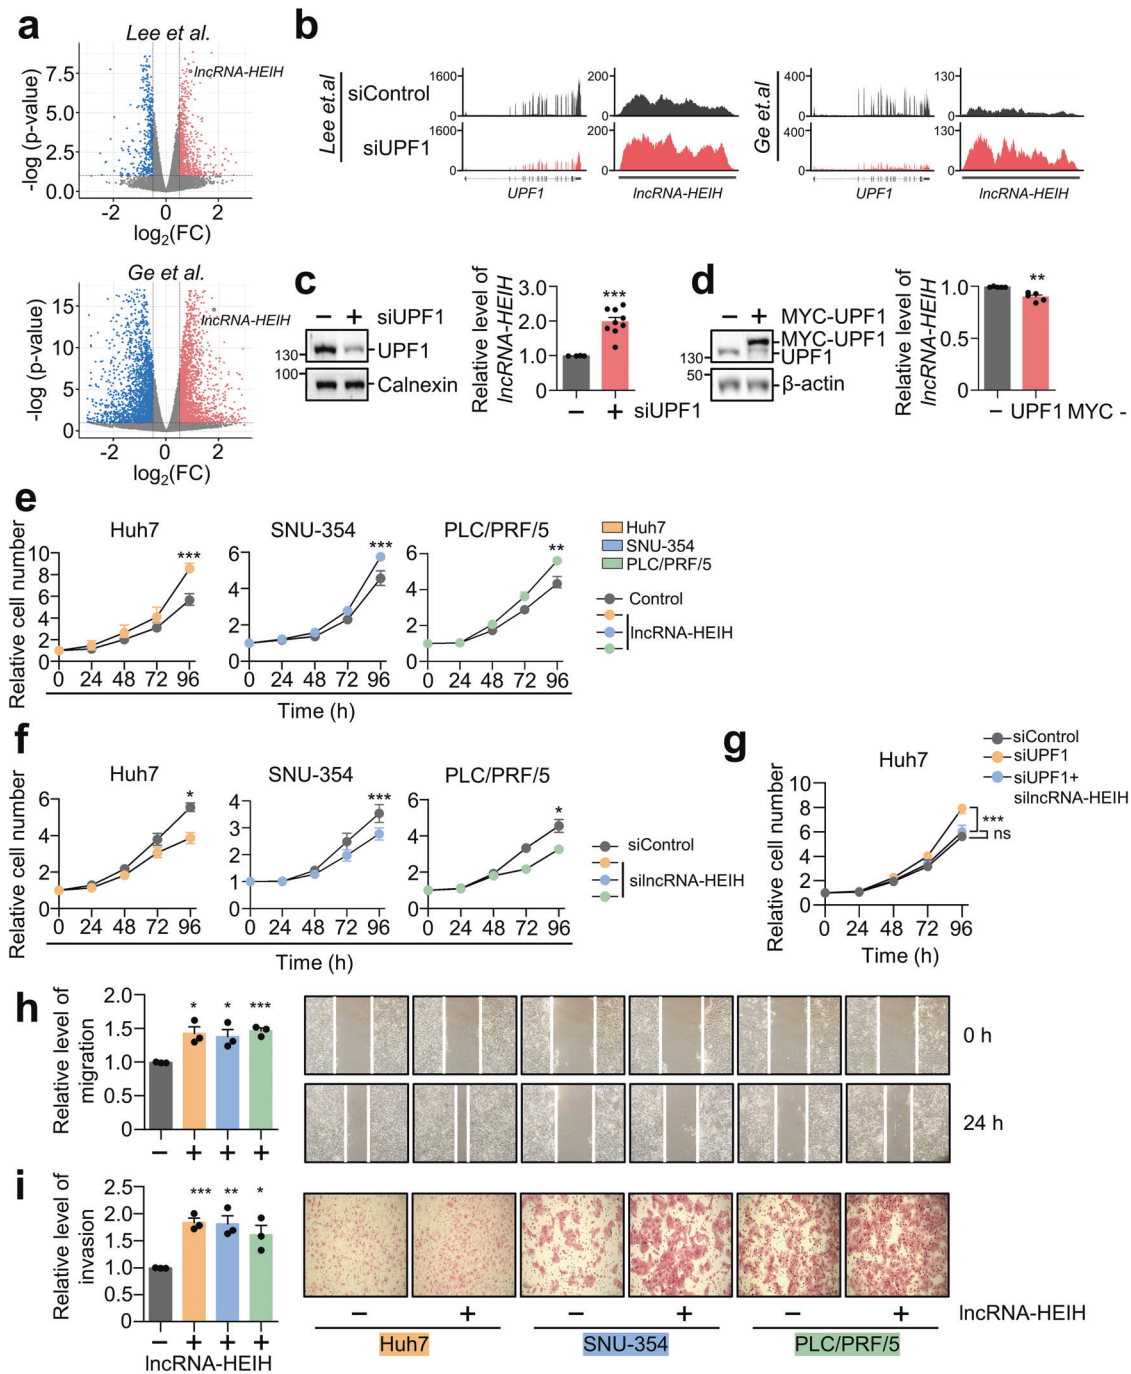 a
Lee et al.
-log (p-value)
7.5
5.0
2.5
0.0
lncRNA-HEIH
-2 0 2
log2(FC)
Ge et al.
-log (p-value)
15
10
5
0
lncRNA-HEIH
-2 0 2
log2(FC)
b
Lee et.al
siControl
siUPF1
1600
0
1600
0
UPF1
200
0
200
0
lncRNA-HEIH
Ge et.al
400
0
400
0
UPF1
130
0
130
0
lncRNA-HEIH
c
− + siUPF1
130
UPF1
100
Calnexin
Relative level of
lncRNA-HEIH
3.0
2.0
1.0
0
***
− + siUPF1
d
− + MYC-UPF1
MYC-UPF1
130
UPF1
50
β-actin
Relative level of
lncRNA-HEIH
1.0
0.5
0
**
− UPF1 MYC -
e
Relative cell number
Huh7
10
8
6
4
2
0
***
0 24 48 72 96
SNU-354
6
4
2
0
***
0 24 48 72 96
PLC/PRF/5
6
4
2
0
**
0 24 48 72 96
Time (h)
Huh7
SNU-354
PLC/PRF/5
Control
lncRNA-HEIH
f
Relative cell number
Huh7
6
4
2
0
*
0 24 48 72 96
SNU-354
4
3
2
1
0
***
0 24 48 72 96
PLC/PRF/5
6
4
2
0
*
0 24 48 72 96
Time (h)
siControl
silncRNA-HEIH
g
Relative cell number
Huh7
10
8
6
4
2
0
***
ns
0 24 48 72 96
Time (h)
siControl
siUPF1
siUPF1+
silncRNA-HEIH
h
Relative level of
migration
2.0
1.5
1.0
0.5
0
* * ***
− + + +
0 h
24 h
i
Relative level of
invasion
2.5
2.0
1.5
1.0
0.5
0
*** ** *
− + + +
lncRNA-HEIH
− + − + − + lncRNA-HEIH
Huh7 SNU-354 PLC/PRF/5